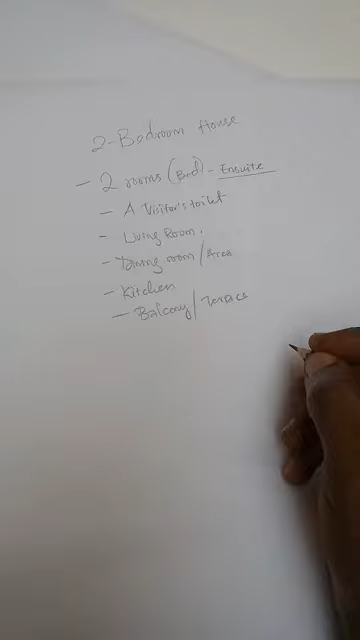 2-Bedroom House
- 2 rooms (Bed) - Ensuite
- A Visitor's toilet
- Living Room.
- Dining room / Area
- Kitchen
- Balcony / Terrace